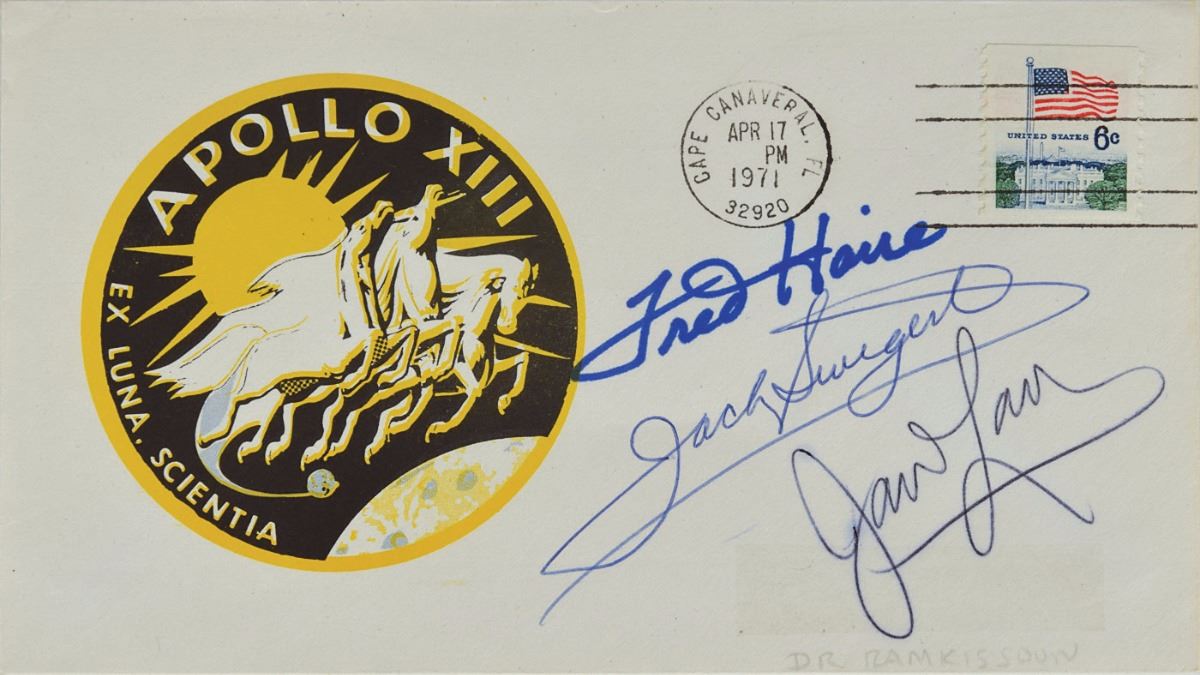 APOLLO XIII
EX LUNA, SCIENTIA
CAPE CANAVERAL, FL
APR 17
PM
1971
32920
UNITED STATES 6c
Fred Haise
Jack Swigert
James Lovell
DR RAMKISSOON